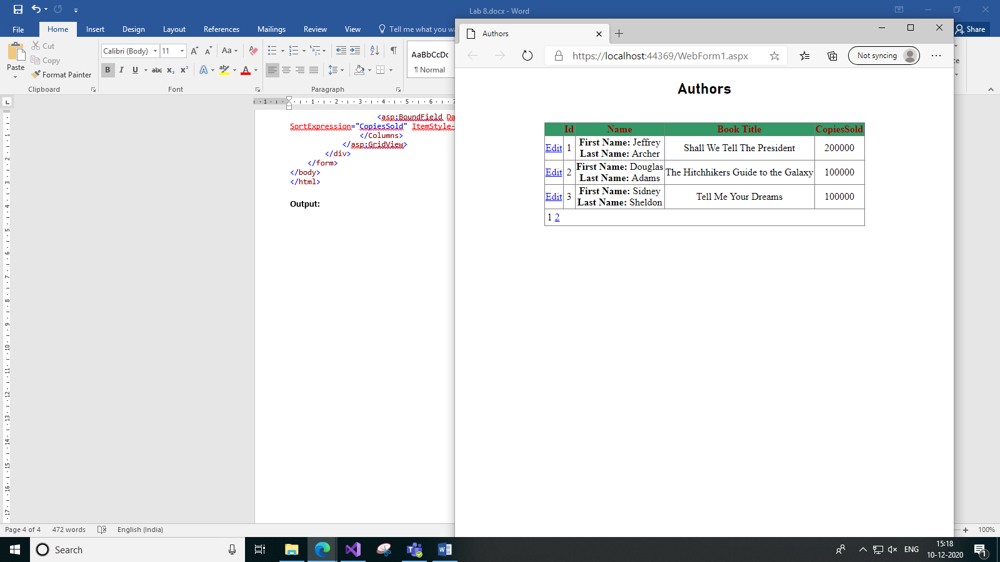 Lab 8.docx - Word
File Home Insert Design Layout References Mailings Review View Tell me what you wa Share
Cut
Copy
Format Painter
Paste
Clipboard
Calibri (Body) 11
B I U abc x₂ x² A A
Aa
Font
Paragraph
AaBbCcDc
¶ Normal
Authors
https://localhost:44369/WebForm1.aspx
Not syncing
<asp:BoundField Da
SortExpression="CopiesSold" ItemStyle-
</Columns>
</asp:GridView>
</div>
</form>
</body>
</html>
Output:
Authors
Id Name Book Title CopiesSold
Edit 1 First Name: Jeffrey Last Name: Archer Shall We Tell The President 200000
Edit 2 First Name: Douglas Last Name: Adams The Hitchhikers Guide to the Galaxy 100000
Edit 3 First Name: Sidney Last Name: Sheldon Tell Me Your Dreams 100000
1 2
Page 4 of 4 472 words English (India)
100%
Search
ENG
15:18
10-12-2020
1